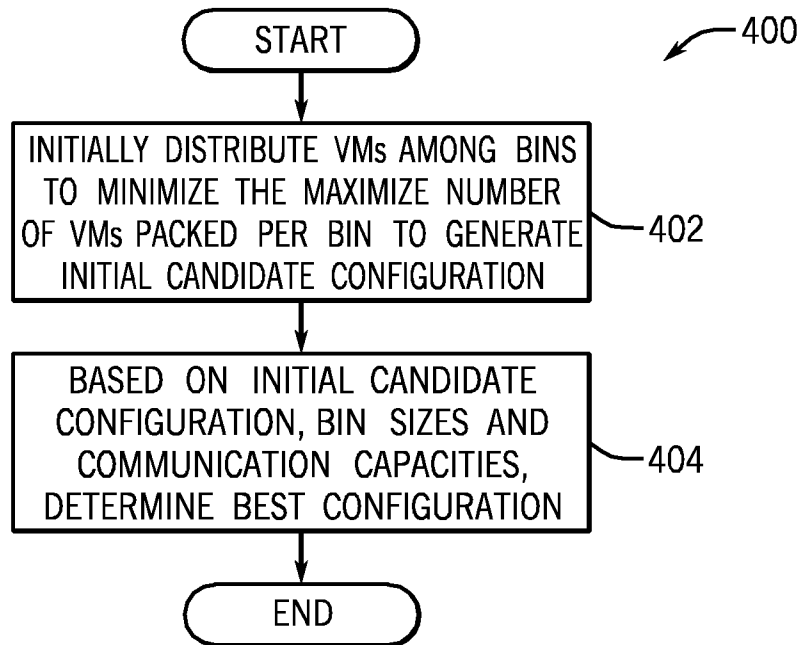 START
400
INITIALLY DISTRIBUTE VMs AMONG BINS
TO MINIMIZE THE MAXIMIZE NUMBER
OF VMs PACKED PER BIN TO GENERATE
INITIAL CANDIDATE CONFIGURATION
402
BASED ON INITIAL CANDIDATE
CONFIGURATION, BIN SIZES AND
COMMUNICATION CAPACITIES,
DETERMINE BEST CONFIGURATION
404
END